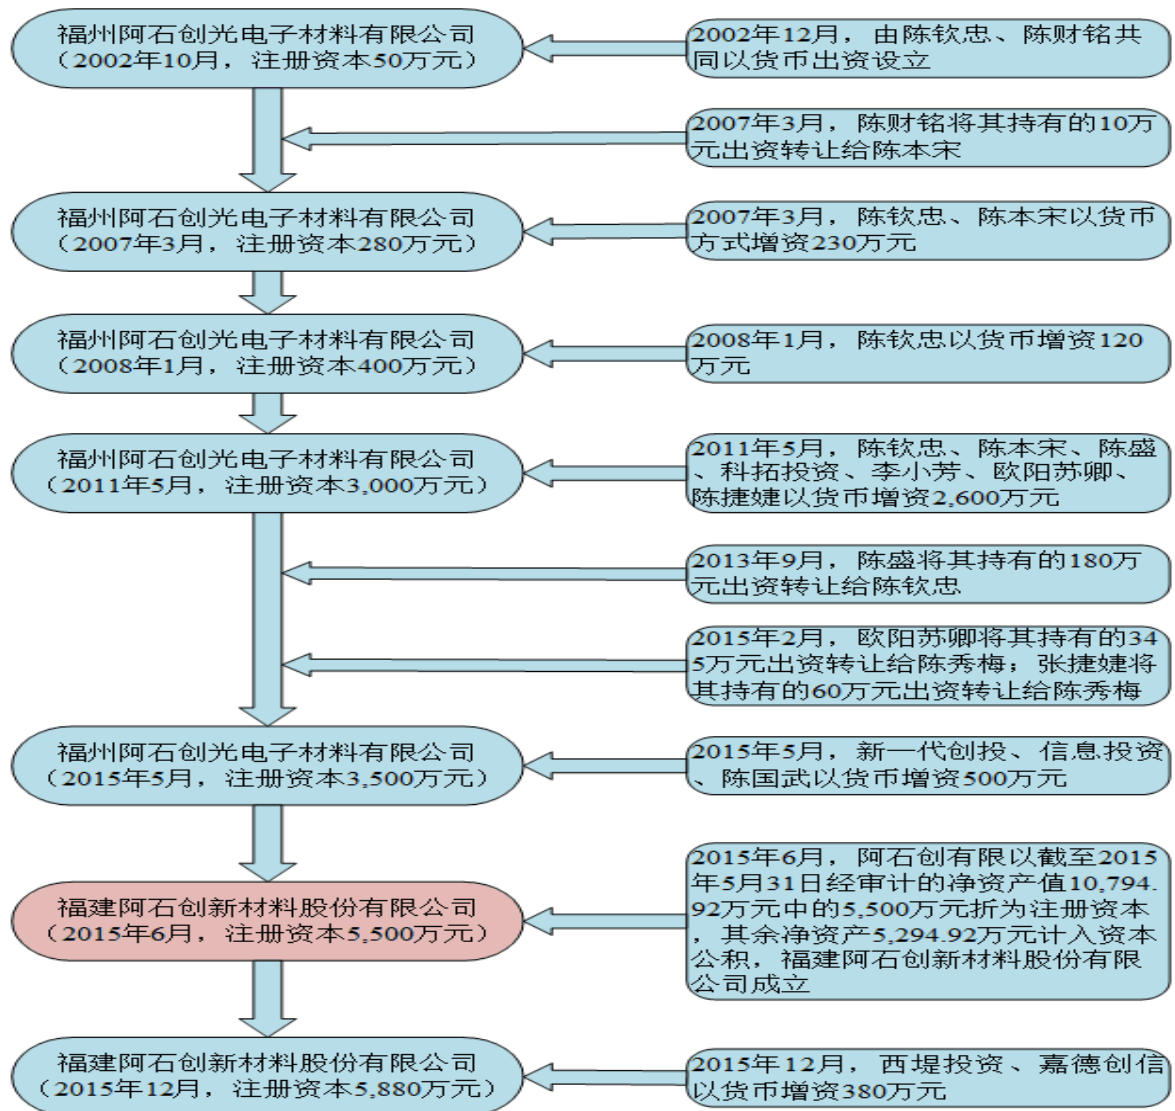 福州阿石创光电子材料有限公司
（2002年10月，注册资本50万元）
2002年12月，由陈钦忠、陈财铭共
同以货币出资设立
2007年3月，陈财铭将其持有的10万
元出资转让给陈本宋
福州阿石创光电子材料有限公司
（2007年3月，注册资本280万元）
2007年3月，陈钦忠、陈本宋以货币
方式增资230万元
福州阿石创光电子材料有限公司
（2008年1月，注册资本400万元）
2008年1月，陈钦忠以货币增资120
万元
福州阿石创光电子材料有限公司
（2011年5月，注册资本3,000万元）
2011年5月，陈钦忠、陈本宋、陈盛
、科拓投资、李小芳、欧阳苏卿、
陈捷婕以货币增资2,600万元
2013年9月，陈盛将其持有的180万
元出资转让给陈钦忠
2015年2月，欧阳苏卿将其持有的34
5万元出资转让给陈秀梅；张捷婕将
其持有的60万元出资转让给陈秀梅
福州阿石创光电子材料有限公司
（2015年5月，注册资本3,500万元）
2015年5月，新一代创投、信息投资
、陈国武以货币增资500万元
福建阿石创新材料股份有限公司
（2015年6月，注册资本5,500万元）
2015年6月，阿石创有限以截至2015
年5月31日经审计的净资产值10,794.
92万元中的5,500万元折为注册资本
，其余净资产5,294.92万元计入资本
公积，福建阿石创新材料股份有限
公司成立
福建阿石创新材料股份有限公司
（2015年12月，注册资本5,880万元）
2015年12月，西堤投资、嘉德创信
以货币增资380万元